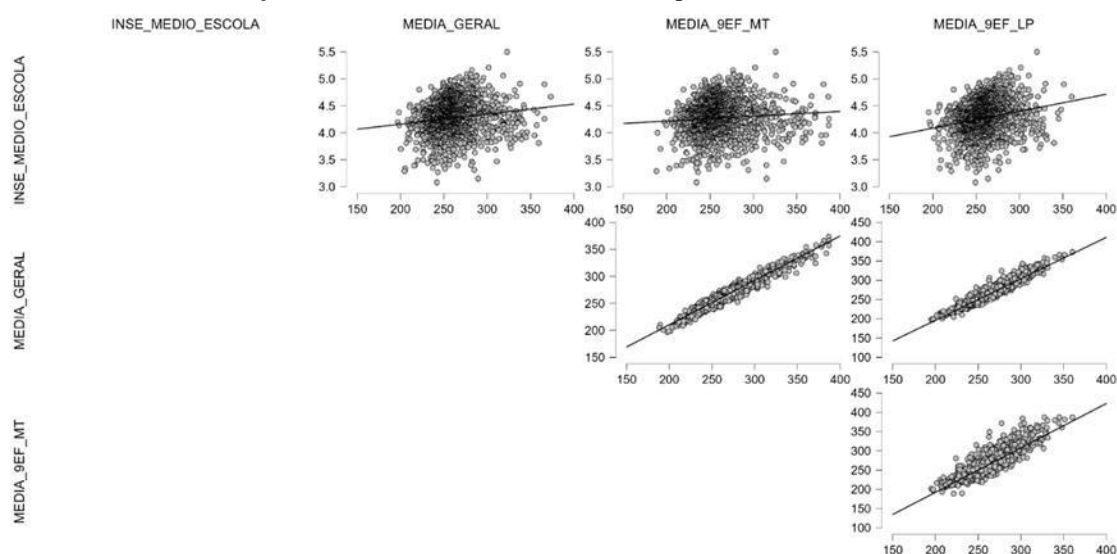 INSE_MEDIO_ESCOLA MEDIA_GERAL MEDIA_9EF_MT MEDIA_9EF_LP
INSE_MEDIO_ESCOLA
5.5 5.5 5.5
5.0 5.0 5.0
4.5 4.5 4.5
4.0 4.0 4.0
3.5 3.5 3.5
3.0 3.0 3.0
150 200 250 300 350 400 150 200 250 300 350 400 150 200 250 300 350 400
MEDIA_GERAL
400 450
350 400
300 350
250 300
200 250
150 200
150
100
150 200 250 300 350 400 150 200 250 300 350 400
MEDIA_9EF_MT
450
400
350
300
250
200
150
100
150 200 250 300 350 400